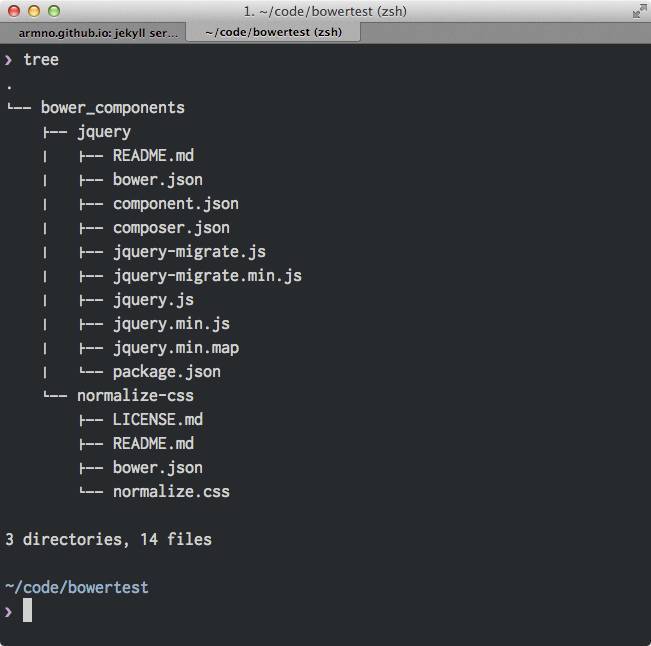 1. ~/code/bowertest (zsh)
armno.github.io: jekyll ser... ~/code/bowertest (zsh)
❯ tree
.
└── bower_components
    ├── jquery
    |   ├── README.md
    |   ├── bower.json
    |   ├── component.json
    |   ├── composer.json
    |   ├── jquery-migrate.js
    |   ├── jquery-migrate.min.js
    |   ├── jquery.js
    |   ├── jquery.min.js
    |   ├── jquery.min.map
    |   └── package.json
    └── normalize-css
        ├── LICENSE.md
        ├── README.md
        ├── bower.json
        └── normalize.css
3 directories, 14 files
~/code/bowertest
❯